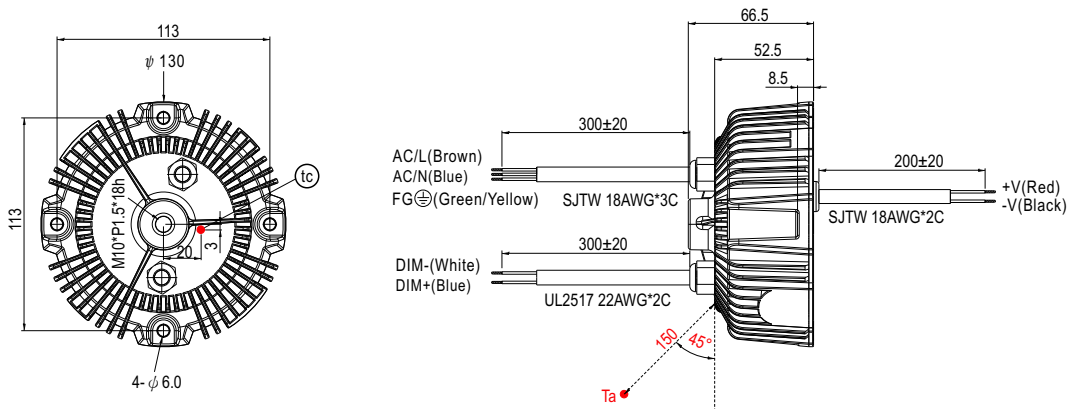 113
ψ 130
113
tc
M10*P1.5*18h
20
3
4- ψ 6.0
66.5
52.5
8.5
300±20
AC/L(Brown)
AC/N(Blue)
FG⏚(Green/Yellow)
SJTW 18AWG*3C
200±20
+V(Red)
-V(Black)
SJTW 18AWG*2C
300±20
DIM-(White)
DIM+(Blue)
UL2517 22AWG*2C
150
45°
Ta